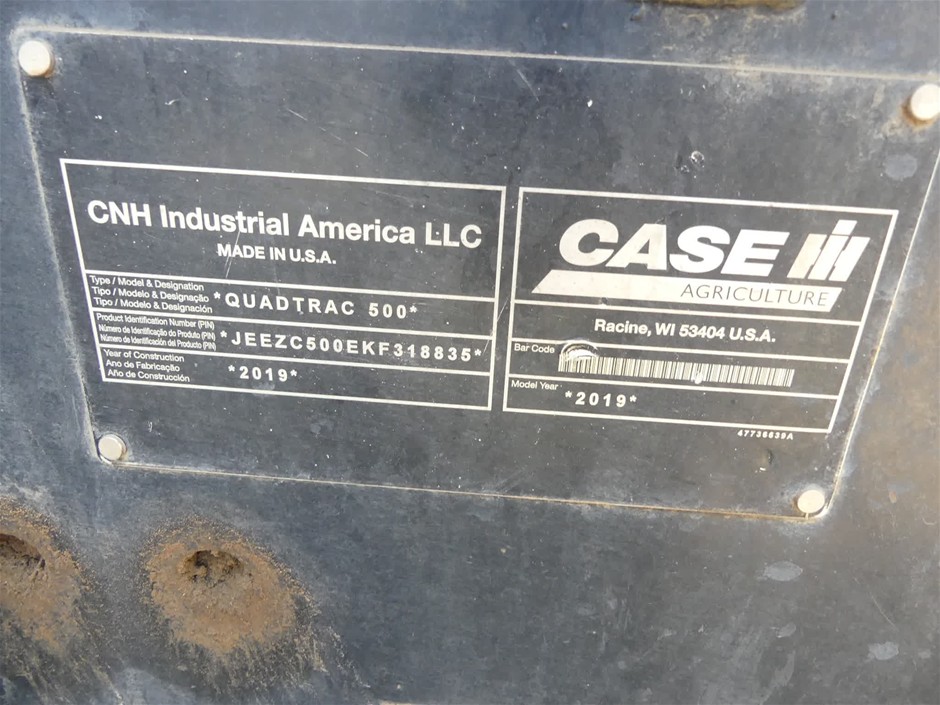 CNH Industrial America LLC
MADE IN U.S.A.
Type / Model & Designation
Tipo / Modelo & Designação
Tipo / Modelo & Designación
*QUADTRAC 500*
Product Identification Number (PIN)
Número de Identificação do Produto (PIN)
Número de Identificación del Producto (PIN)
*JEEZC500EKF318835*
Year of Construction
Ano de Fabricação
Año de Construcción
*2019*
CASE IH
AGRICULTURE
Racine, WI 53404 U.S.A.
Bar Code
Model Year
*2019*
47736639A